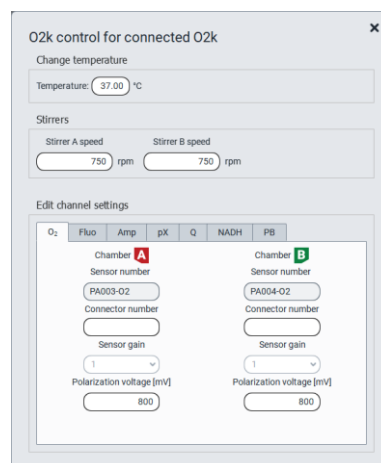 O2k control for connected O2k
Change temperature
Temperature: 37.00 °C
Stirrers
Stirrer A speed Stirrer B speed
750 rpm 750 rpm
Edit channel settings
O₂ Fluo Amp pX Q NADH PB
Chamber A Chamber B
Sensor number Sensor number
PA003-O2 PA004-O2
Connector number Connector number
Sensor gain Sensor gain
1 1
Polarization voltage [mV] Polarization voltage [mV]
800 800